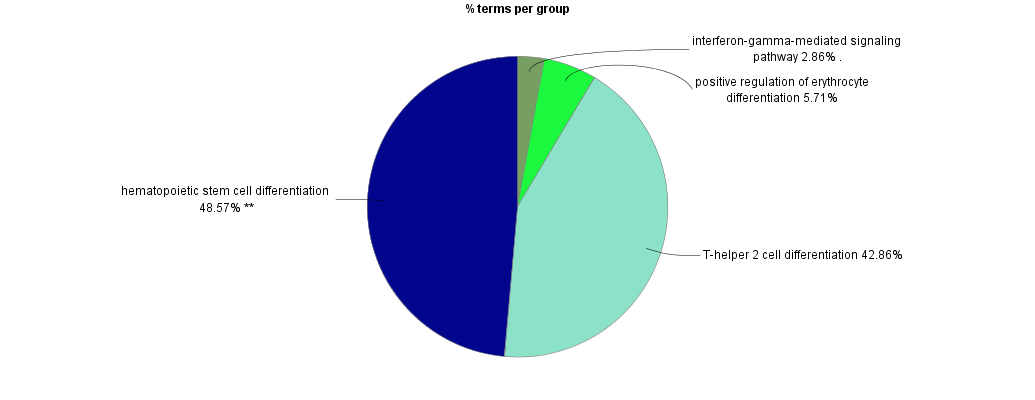 % terms per group
interferon-gamma-mediated signaling
pathway 2.86% .
positive regulation of erythrocyte
differentiation 5.71%
hematopoietic stem cell differentiation
48.57% **
T-helper 2 cell differentiation 42.86%